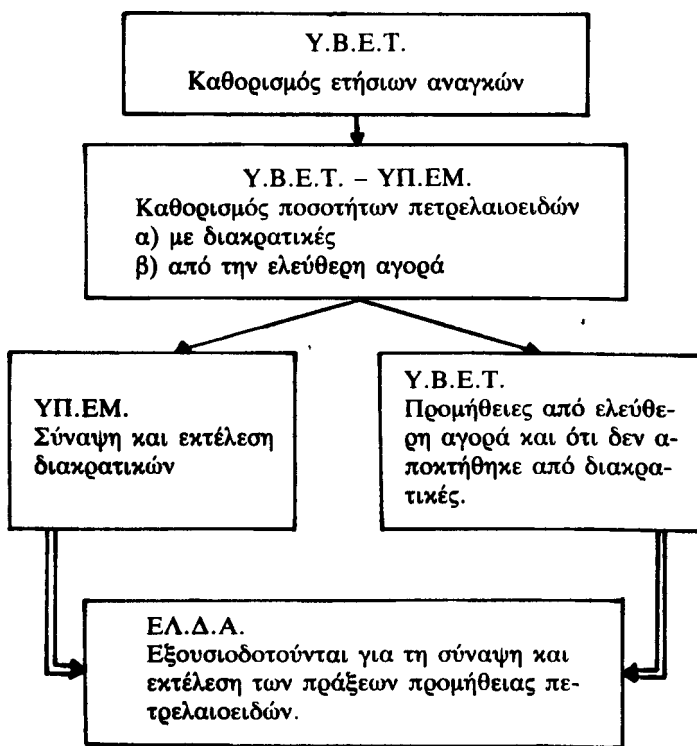 Υ.Β.Ε.Τ.
Καθορισμός ετήσιων αναγκών
Υ.Β.Ε.Τ. – ΥΠ.ΕΜ.
Καθορισμός ποσοτήτων πετρελαιοειδών
α) με διακρατικές
β) από την ελεύθερη αγορά
ΥΠ.ΕΜ.
Σύναψη και εκτέλεση
διακρατικών
Υ.Β.Ε.Τ.
Προμήθειες από ελεύθε-
ρη αγορά και ότι δεν α-
ποκτήθηκε από διακρα-
τικές.
ΕΛ.Δ.Α.
Εξουσιοδοτούνται για τη σύναψη και
εκτέλεση των πράξεων προμήθειας πε-
τρελαιοειδών.